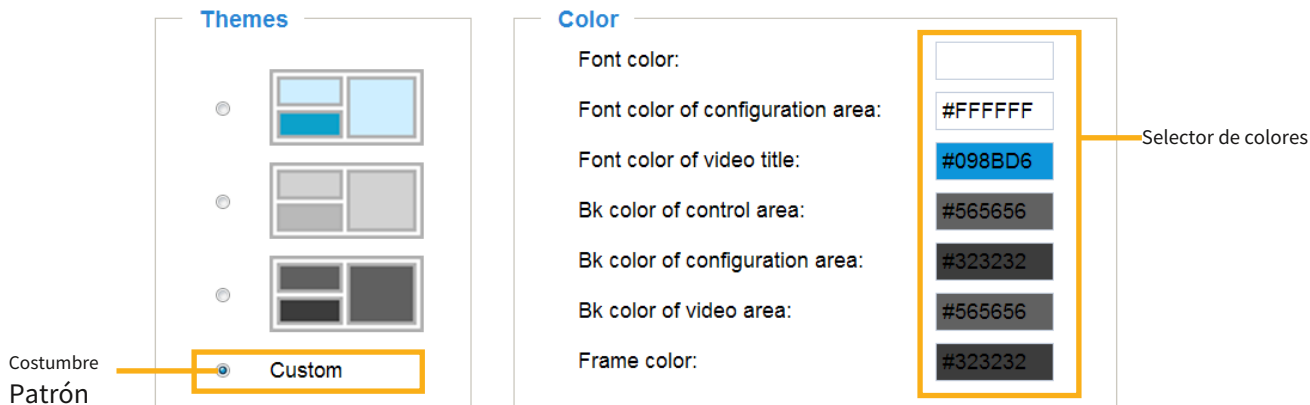 Themes
Costumbre
Patrón
Custom
Color
Font color:
Font color of configuration area: #FFFFFF
Font color of video title: #098BD6
Bk color of control area: #565656
Bk color of configuration area: #323232
Bk color of video area: #565656
Frame color: #323232
Selector de colores